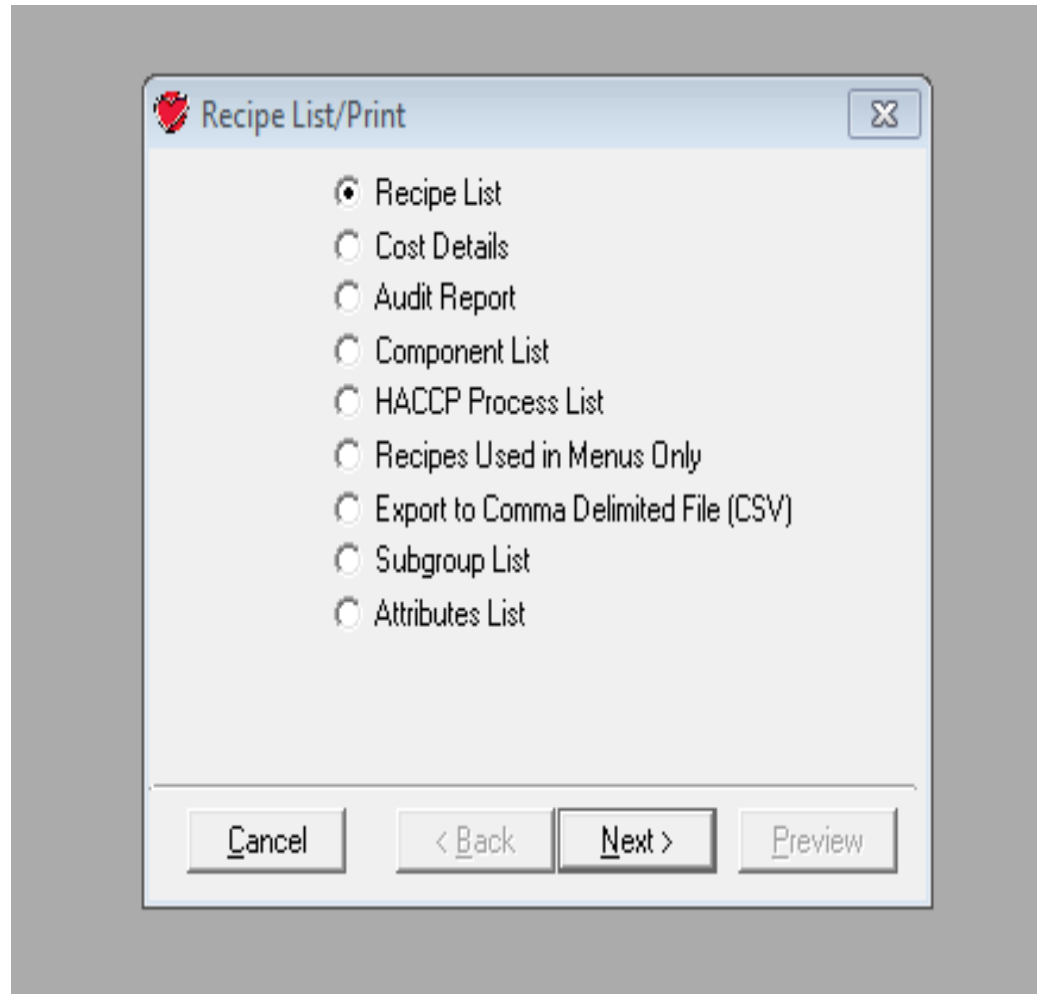 Recipe List/Print
Recipe List
Cost Details
Audit Report
Component List
HACCP Process List
Recipes Used in Menus Only
Export to Comma Delimited File (CSV)
Subgroup List
Attributes List
Cancel < Back Next > Preview